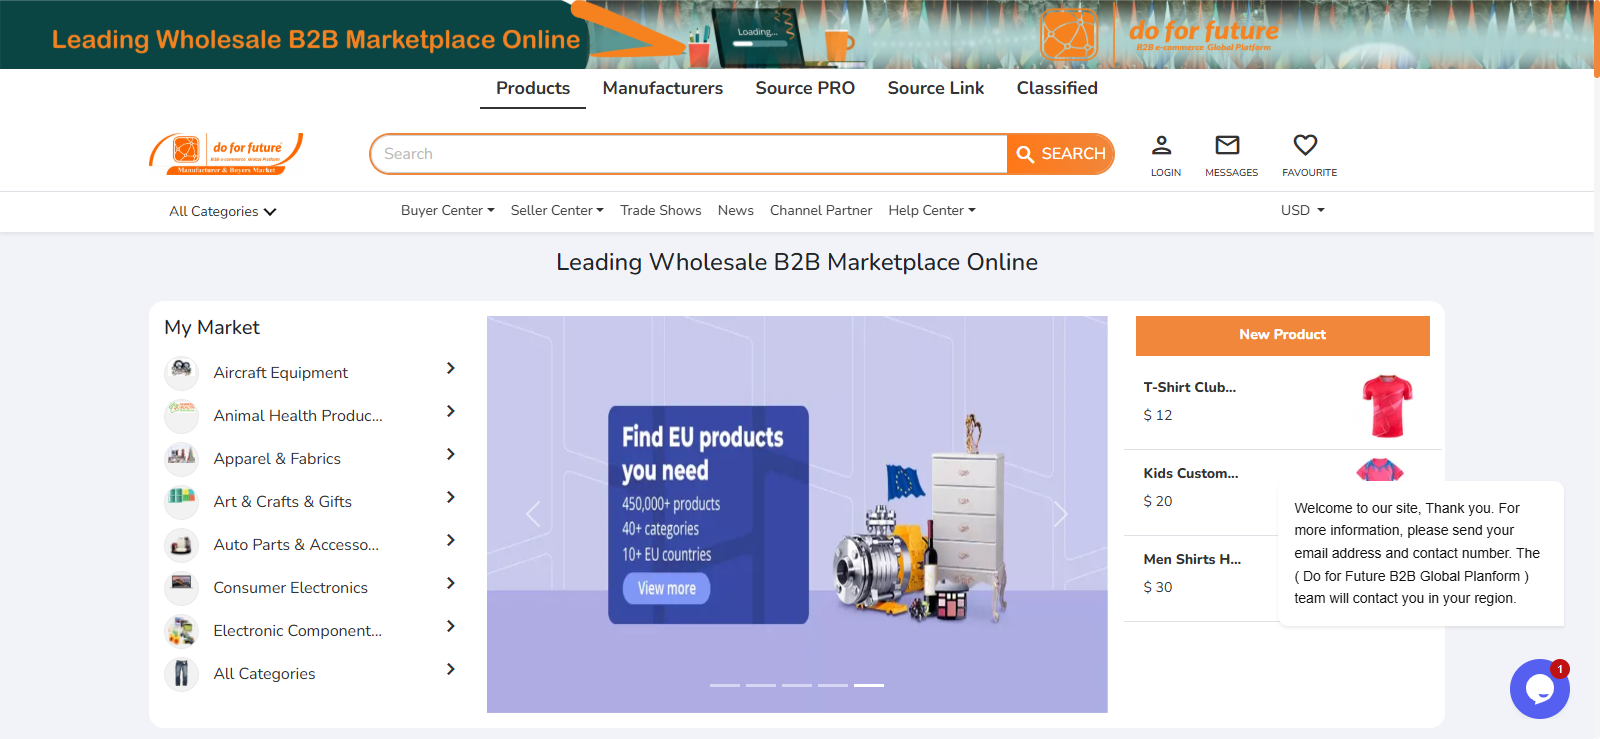 Leading Wholesale B2B Marketplace Online
Loading...
do for future
B2B e-commerce Global Platform
Products
Manufacturers
Source PRO
Source Link
Classified
do for future
B2B e-commerce Global Platform
Manufacturer & Buyers Market
Search
SEARCH
LOGIN
MESSAGES
FAVOURITE
All Categories
Buyer Center
Seller Center
Trade Shows
News
Channel Partner
Help Center
USD
Leading Wholesale B2B Marketplace Online
My Market
Aircraft Equipment
Animal Health Produc...
Apparel & Fabrics
Art & Crafts & Gifts
Auto Parts & Accesso...
Consumer Electronics
Electronic Component...
All Categories
Find EU products
you need
450,000+ products
40+ categories
10+ EU countries
View more
New Product
T-Shirt Club...
$ 12
Kids Custom...
$ 20
Men Shirts H...
$ 30
Welcome to our site, Thank you. For
more information, please send your
email address and contact number. The
( Do for Future B2B Global Planform )
team will contact you in your region.
1